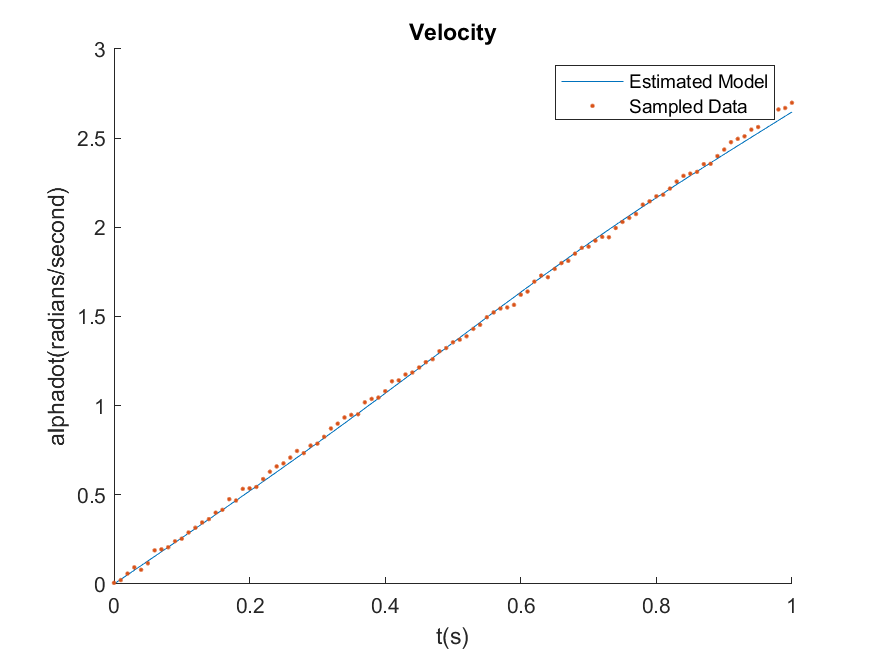 Velocity
3
Estimated Model
Sampled Data
2.5
2
1.5
1
0.5
0
alphadot(radians/second)
0 0.2 0.4 0.6 0.8 1
t(s)